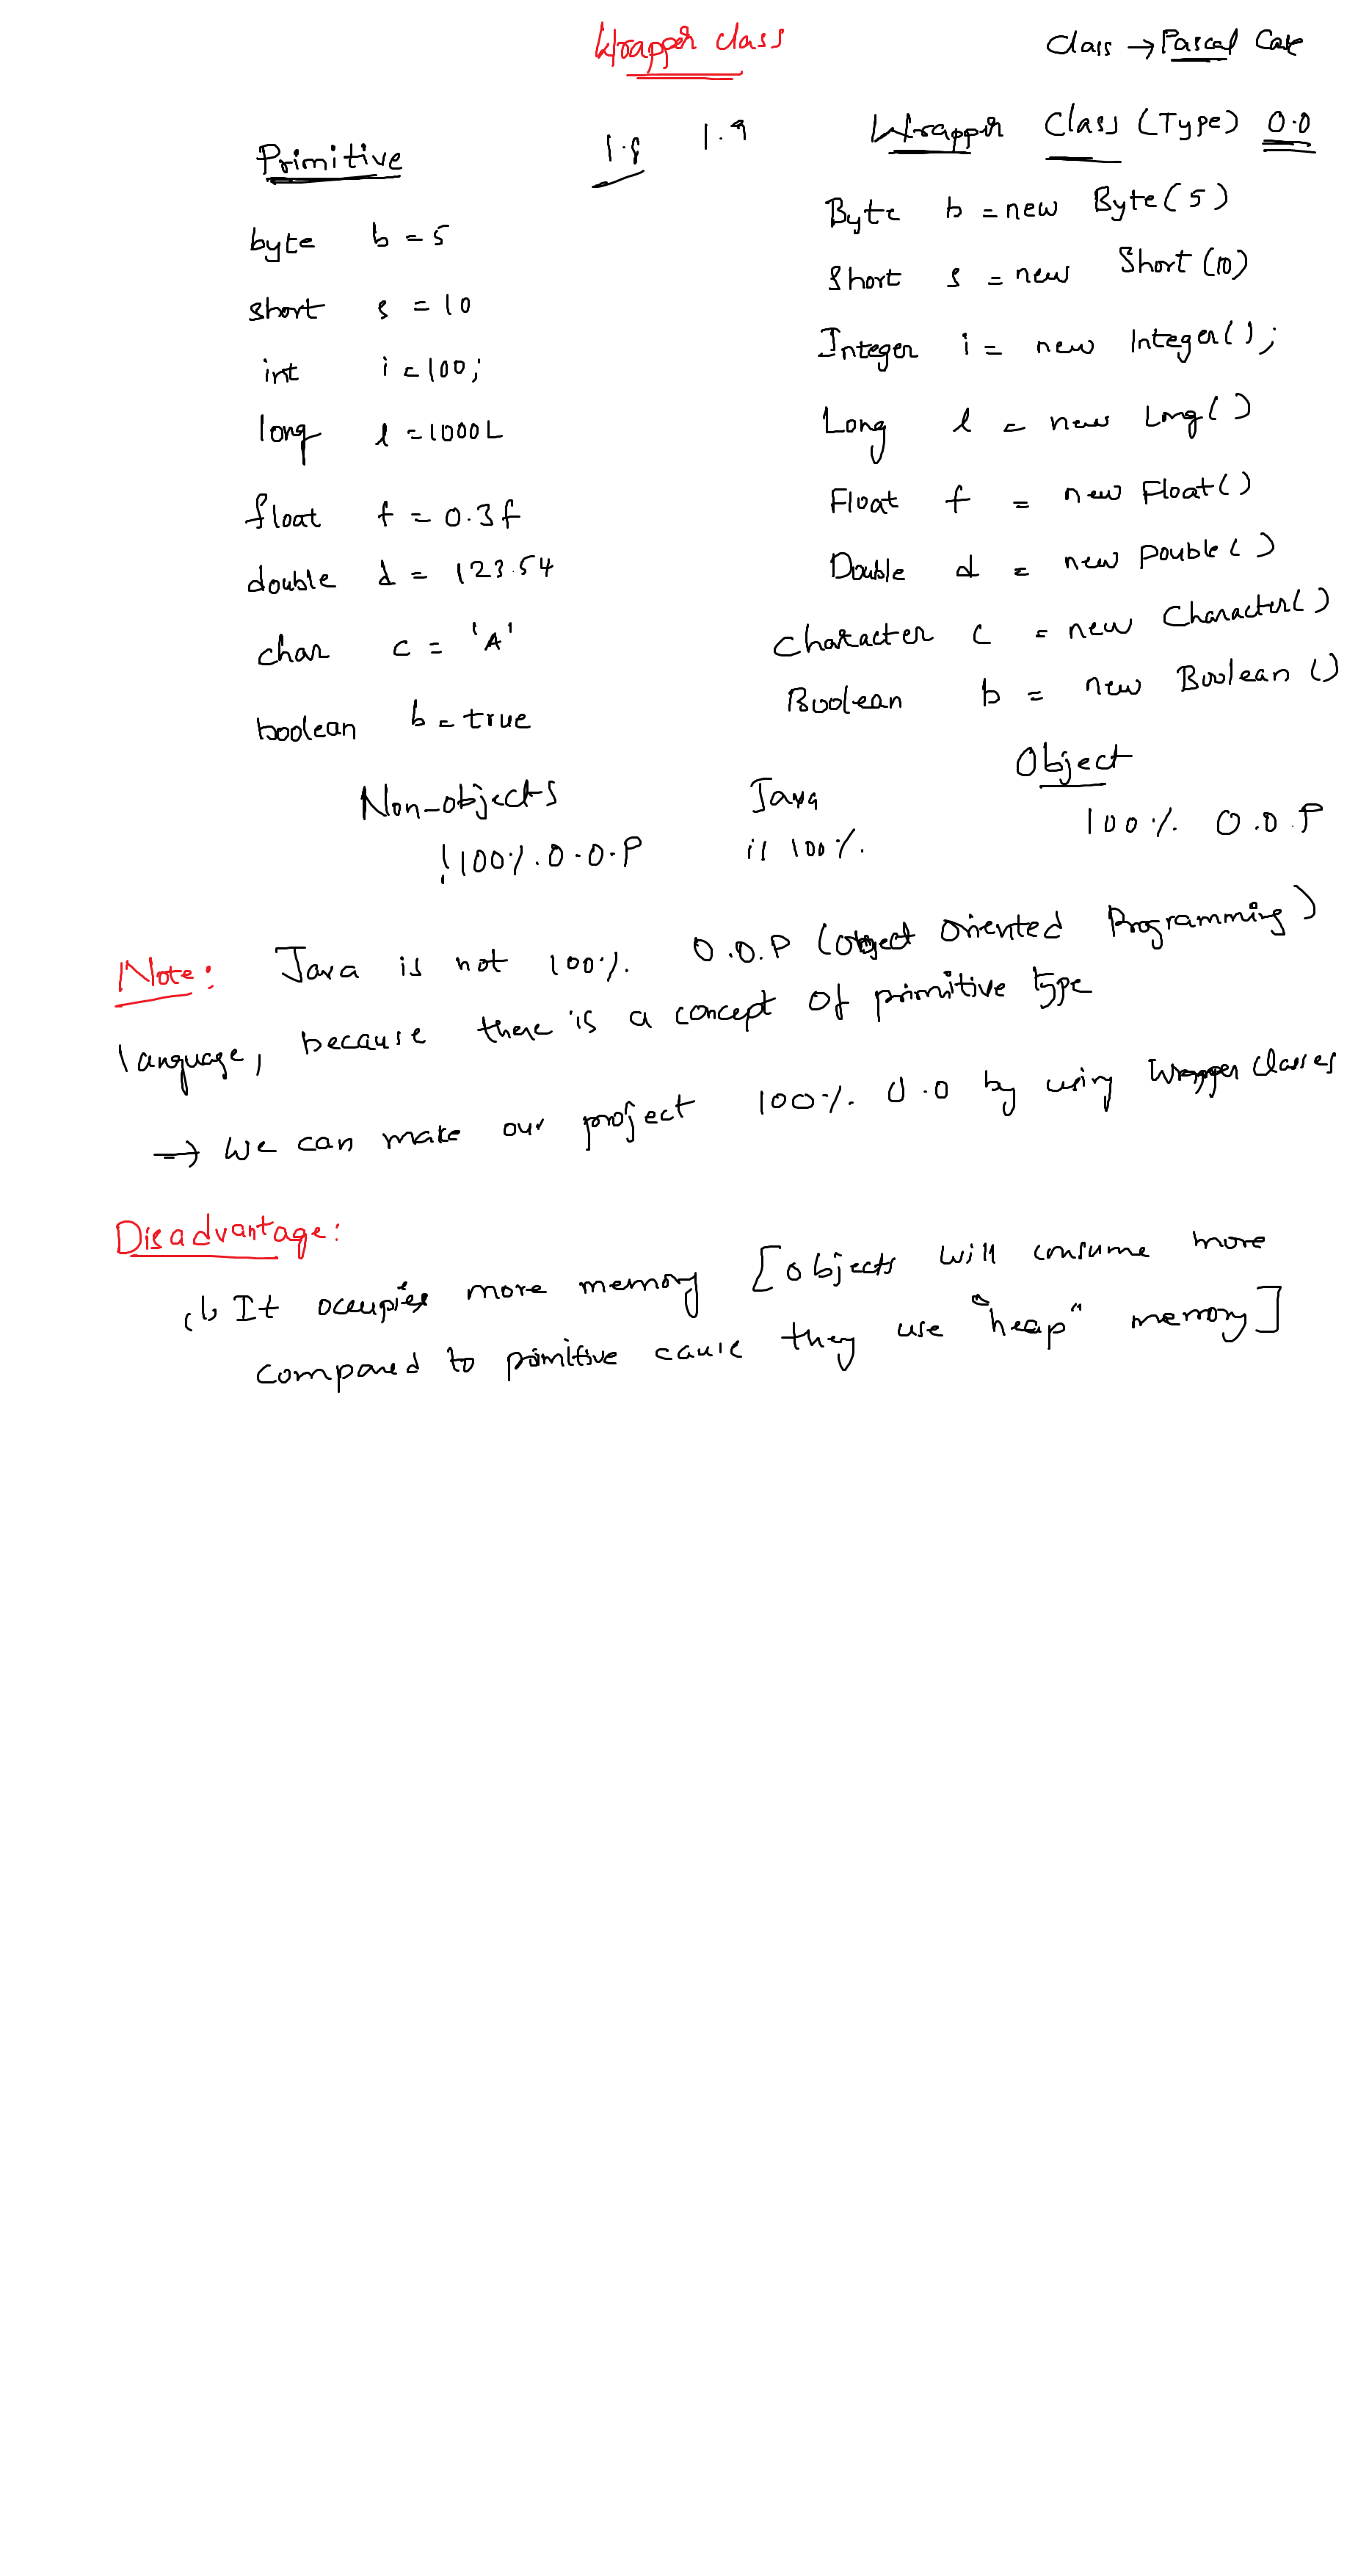 Wrapper class
Class → Pascal Case
Primitive 1.8 1.9 Wrapper Class (Type) O.O
byte b = 5 Byte b = new Byte(5)
short s = 10 Short s = new Short(10)
int i = 100; Integer i = new Integer();
long l = 1000L Long l = new Long()
float f = 0.3f Float f = new Float()
double d = 123.54 Double d = new Double()
char c = 'A' Character c = new Character()
boolean b = true Boolean b = new Boolean()
Non-objects Java Object
!100%.O.O.P is 100%. 100%. O.O.P
Note: Java is not 100%. O.O.P (Object Oriented Programming)
language, because there is a concept of primitive type
→ We can make our project 100%. O.O by using Wrapper classes
Disadvantage:
(1) It occupies more memory [Objects will consume more
compared to primitive cause they use "heap" memory]